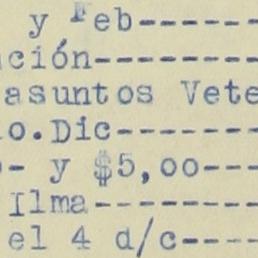 y Feb------
ción-------
asuntos Vete
o.Dic------
- y $5,oo---
Ilma-------
el 4 d/c----